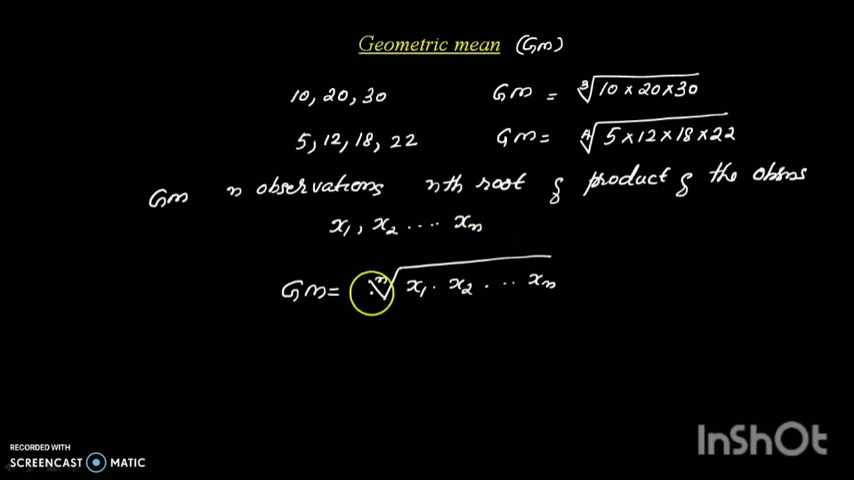 Geometric mean (Gm)
10, 20, 30 Gm = ∛10 × 20 × 30
5, 12, 18, 22 Gm = ∜5 × 12 × 18 × 22
Gm n observations nth root of product of the obsns
x₁, x₂ .... xₙ
Gm = ⁿ√x₁ . x₂ . .. xₙ
RECORDED WITH
SCREENCAST MATIC
InShOt